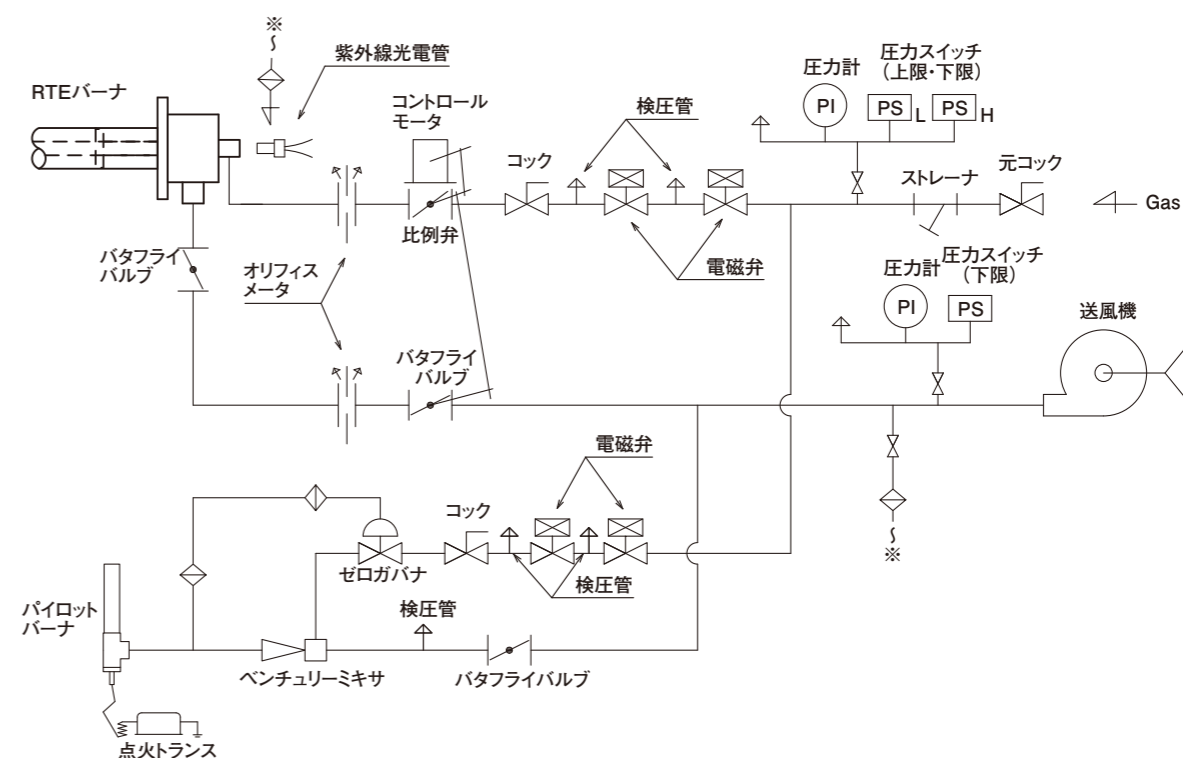 ※
紫外線光電管
RTEバーナ
コントロール
モータ
検圧管
コック
圧力計
圧力スイッチ
（上限・下限）
PI
PS
L
PS
H
ストレーナ
元コック
Gas
比例弁
電磁弁
バタフライ
バルブ
オリフィス
メータ
バタフライ
バルブ
圧力計
圧力スイッチ
（下限）
PI
PS
送風機
※
電磁弁
コック
ゼロガバナ
検圧管
検圧管
パイロット
バーナ
ベンチュリーミキサ
バタフライバルブ
点火トランス